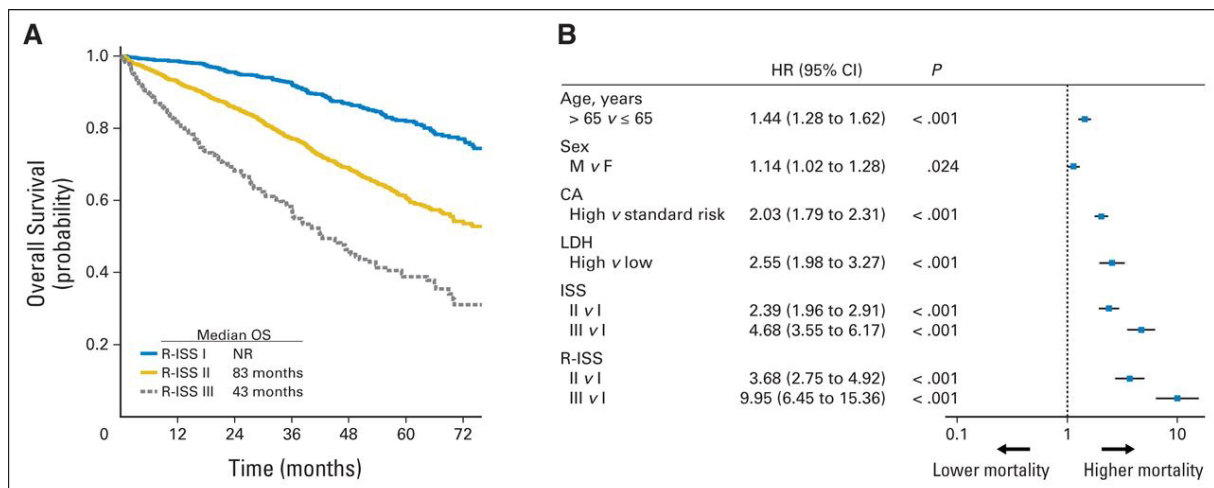 A
Overall Survival
(probability)
1.0
0.8
0.6
0.4
0.2
Median OS
R-ISS I NR
R-ISS II 83 months
R-ISS III 43 months
0 12 24 36 48 60 72
Time (months)
B
HR (95% CI) P
Age, years
> 65 v ≤ 65 1.44 (1.28 to 1.62) < .001
Sex
M v F 1.14 (1.02 to 1.28) .024
CA
High v standard risk 2.03 (1.79 to 2.31) < .001
LDH
High v low 2.55 (1.98 to 3.27) < .001
ISS
II v I 2.39 (1.96 to 2.91) < .001
III v I 4.68 (3.55 to 6.17) < .001
R-ISS
II v I 3.68 (2.75 to 4.92) < .001
III v I 9.95 (6.45 to 15.36) < .001
0.1 1 10
Lower mortality Higher mortality